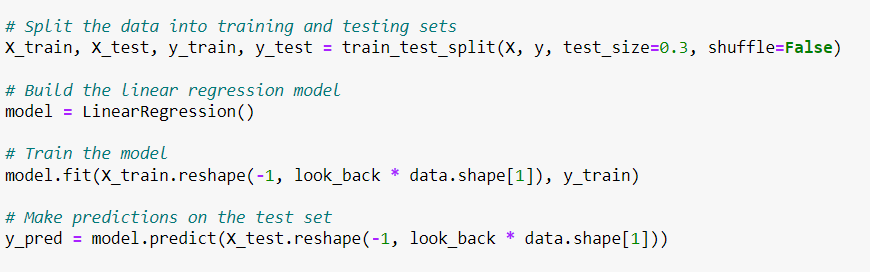 # Split the data into training and testing sets
X_train, X_test, y_train, y_test = train_test_split(X, y, test_size=0.3, shuffle=False)
# Build the linear regression model
model = LinearRegression()
# Train the model
model.fit(X_train.reshape(-1, look_back * data.shape[1]), y_train)
# Make predictions on the test set
y_pred = model.predict(X_test.reshape(-1, look_back * data.shape[1]))